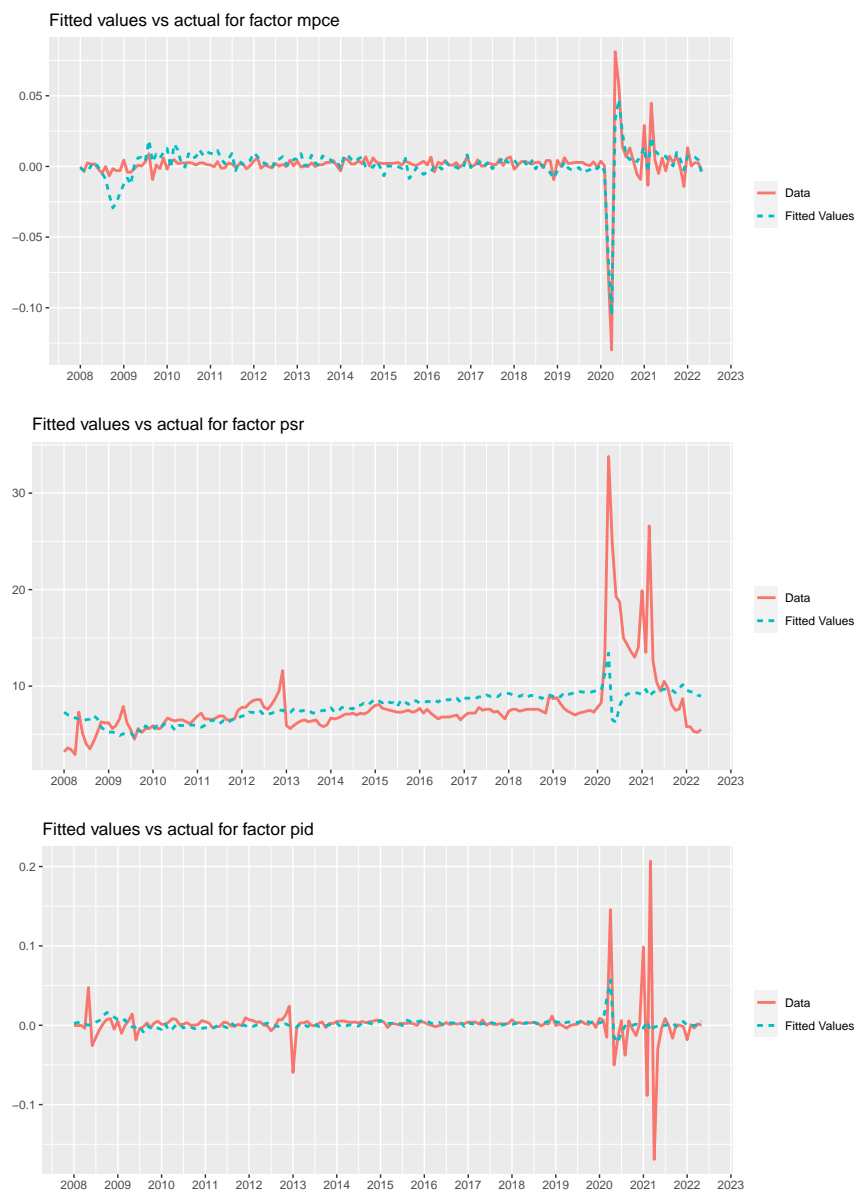 Fitted values vs actual for factor mpce
0.05
0.00
−0.05
−0.10
2008 2009 2010 2011 2012 2013 2014 2015 2016 2017 2018 2019 2020 2021 2022 2023
Data
Fitted Values
Fitted values vs actual for factor psr
30
20
10
2008 2009 2010 2011 2012 2013 2014 2015 2016 2017 2018 2019 2020 2021 2022 2023
Data
Fitted Values
Fitted values vs actual for factor pid
0.2
0.1
0.0
−0.1
2008 2009 2010 2011 2012 2013 2014 2015 2016 2017 2018 2019 2020 2021 2022 2023
Data
Fitted Values